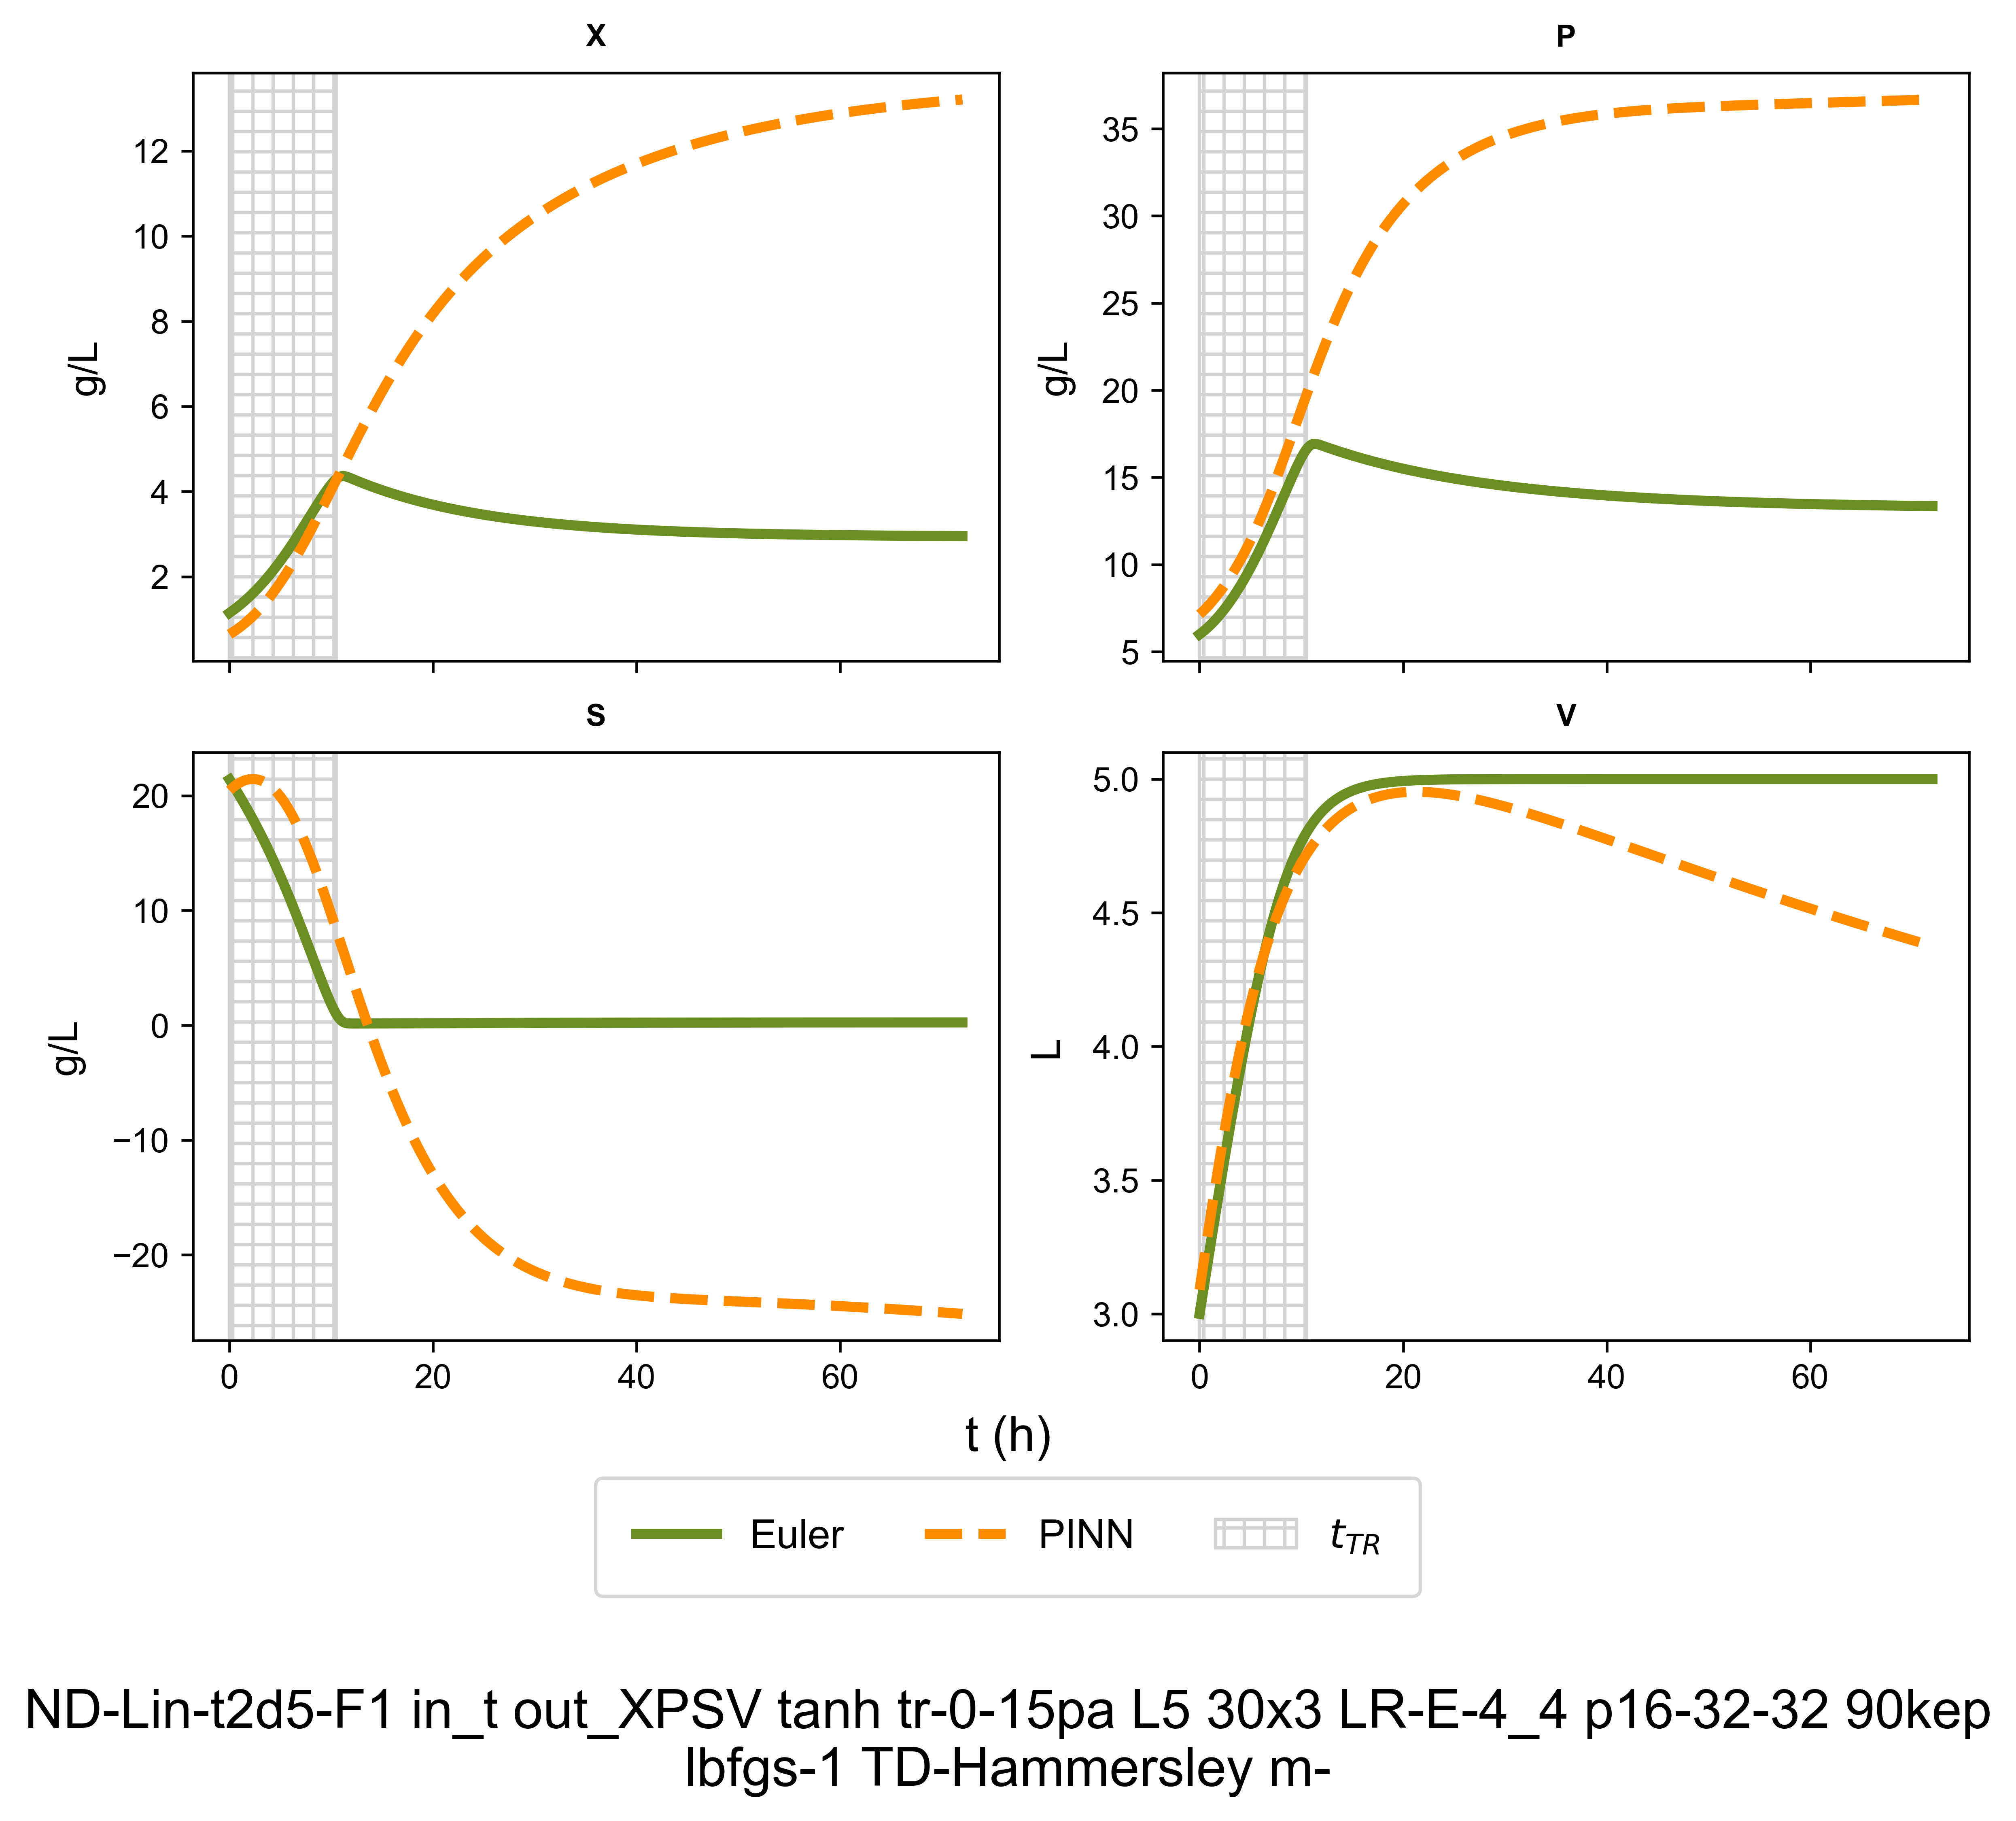 X
P
12
10
8
6
4
2
g/L
35
30
25
20
15
10
5
g/L
S
V
20
10
0
−10
−20
g/L
5.0
4.5
4.0
3.5
3.0
L
0
20
40
60
0
20
40
60
t (h)
Euler
PINN
t_{TR}
ND-Lin-t2d5-F1 in_t out_XPSV tanh tr-0-15pa L5 30x3 LR-E-4_4 p16-32-32 90kep
lbfgs-1 TD-Hammersley m-